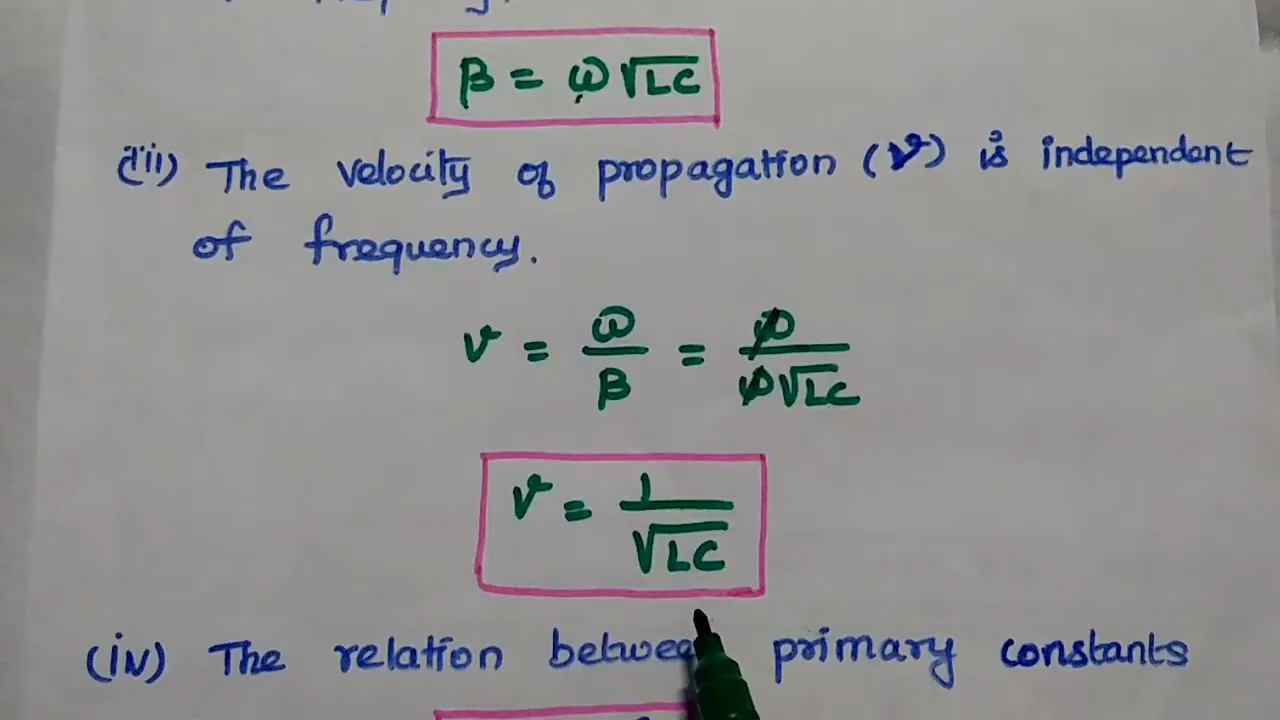 β = ω√LC
(iii) The velocity of propagation (v) is independent
of frequency.
v = ω/β = ω/ω√LC
v = 1/√LC
(iv) The relation between primary constants